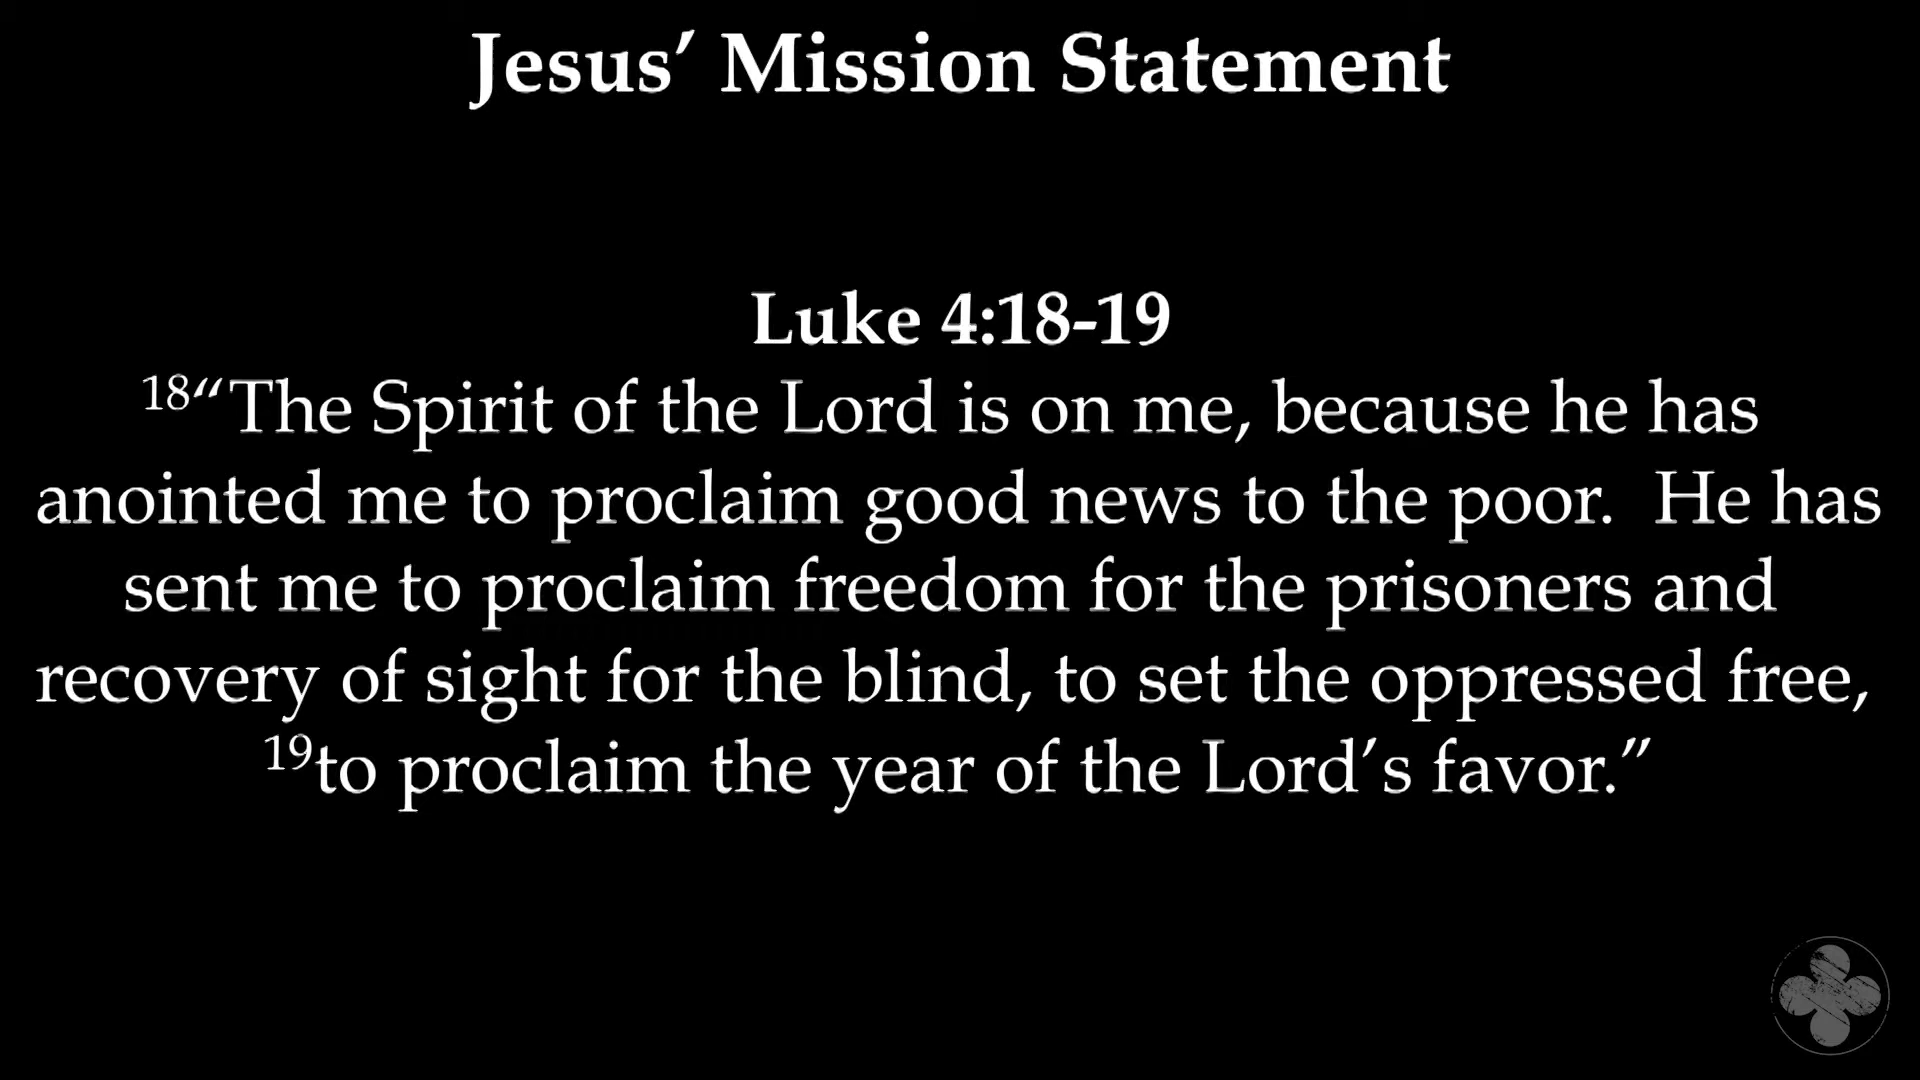 Jesus’ Mission Statement
Luke 4:18-19
18“The Spirit of the Lord is on me, because he has
anointed me to proclaim good news to the poor.  He has
sent me to proclaim freedom for the prisoners and
recovery of sight for the blind, to set the oppressed free,
19to proclaim the year of the Lord’s favor.”